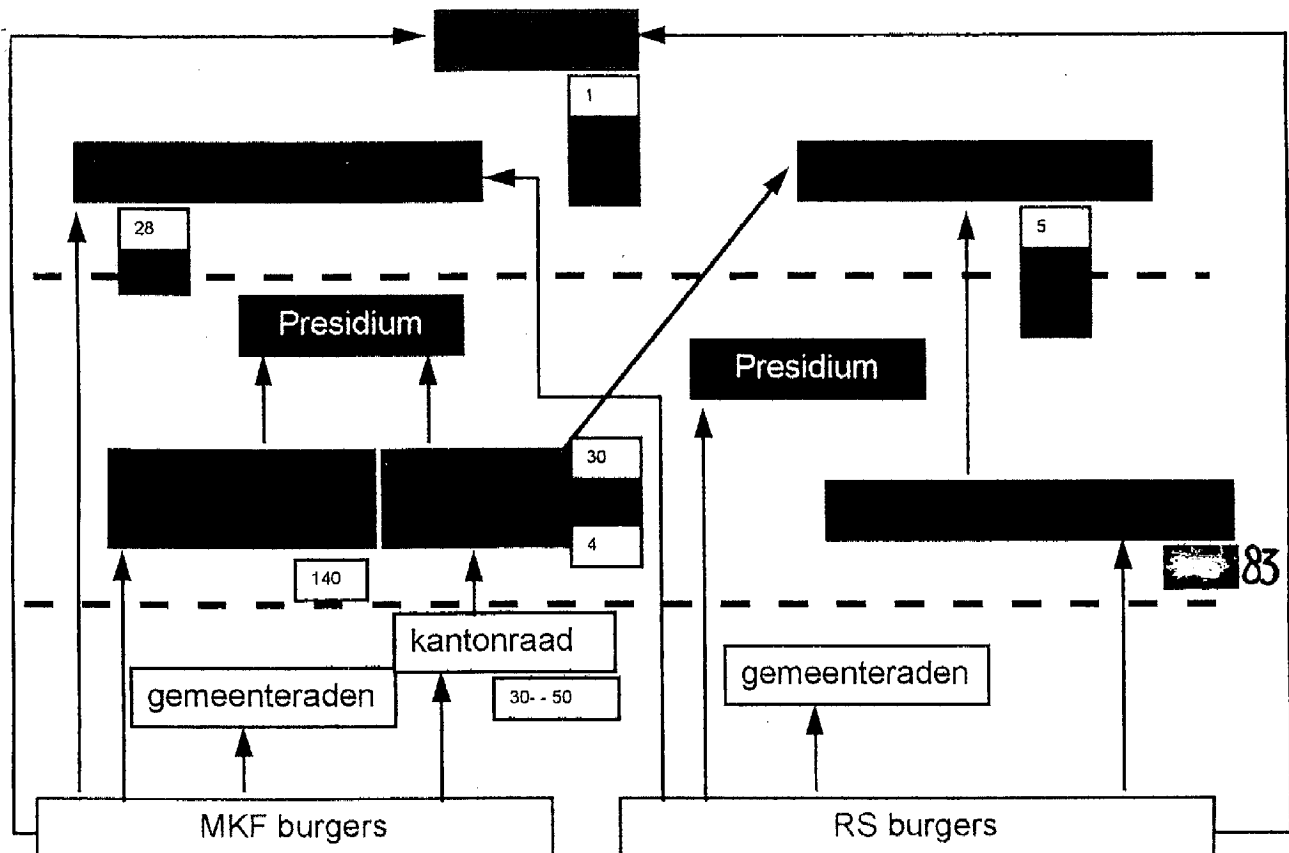 1
28
5
Presidium
Presidium
30
4
140
83
kantonraad
gemeenteraden
30- - 50
gemeenteraden
MKF burgers
RS burgers